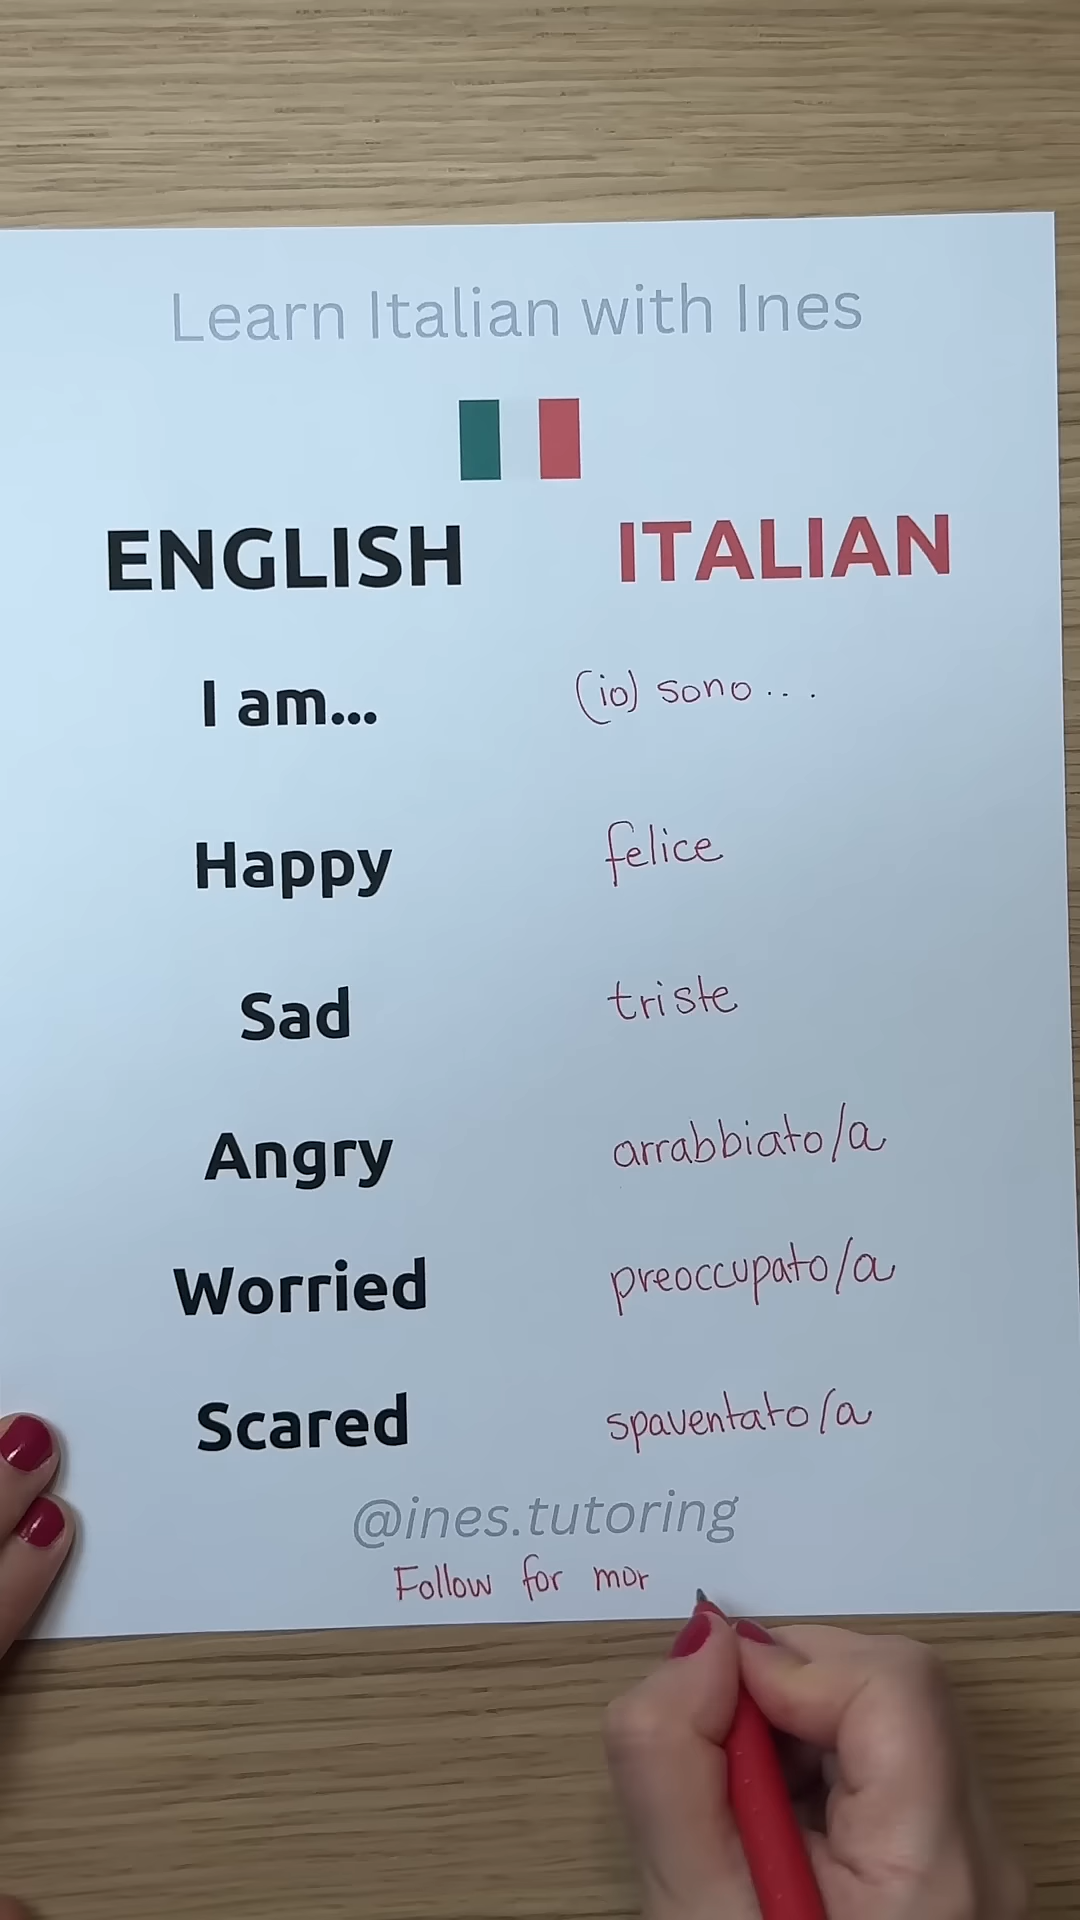 Learn Italian with Ines
ENGLISH ITALIAN
I am... (io) sono...
Happy felice
Sad triste
Angry arrabbiato/a
Worried preoccupato/a
Scared spaventato/a
@ines.tutoring
Follow for mor